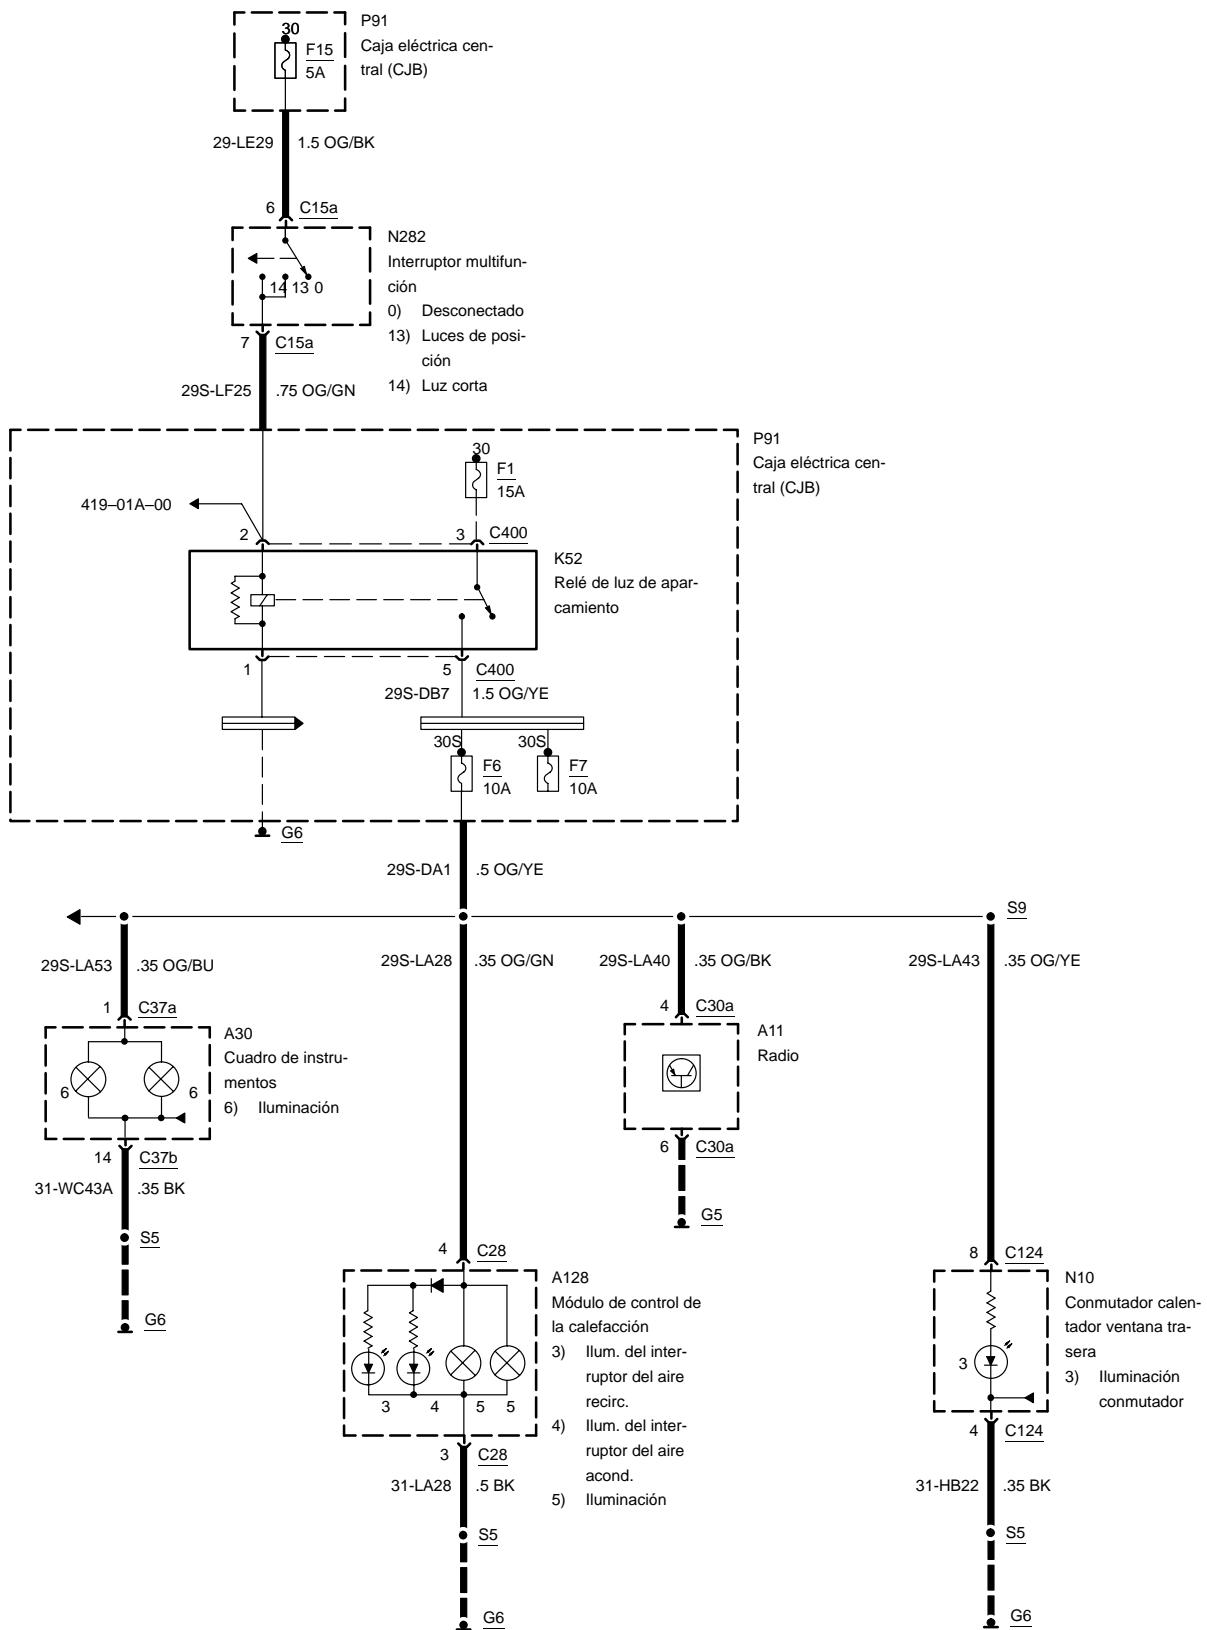 30
F15
5A
P91
Caja eléctrica cen-
tral (CJB)
29-LE29 1.5 OG/BK
6 C15a
14 13 0
N282
Interruptor multifun-
ción
0) Desconectado
13) Luces de posi-
ción
14) Luz corta
7 C15a
29S-LF25 .75 OG/GN
P91
Caja eléctrica cen-
tral (CJB)
30
F1
15A
419–01A–00
2 3 C400
K52
Relé de luz de apar-
camiento
1 5 C400
29S-DB7 1.5 OG/YE
30S 30S
F6 F7
10A 10A
G6
29S-DA1 .5 OG/YE
S9
29S-LA53 .35 OG/BU 29S-LA28 .35 OG/GN 29S-LA40 .35 OG/BK 29S-LA43 .35 OG/YE
1 C37a
A30
Cuadro de instru-
mentos
6) Iluminación
6 6
14 C37b
31-WC43A .35 BK
S5
G6
4 C30a
A11
Radio
6 C30a
G5
4 C28
A128
Módulo de control de
la calefacción
3) Ilum. del inter-
ruptor del aire
recirc.
4) Ilum. del inter-
ruptor del aire
acond.
5) Iluminación
3 4 5 5
3 C28
31-LA28 .5 BK
S5
G6
8 C124
N10
Conmutador calen-
tador ventana tra-
sera
3) Iluminación
conmutador
3
4 C124
31-HB22 .35 BK
S5
G6